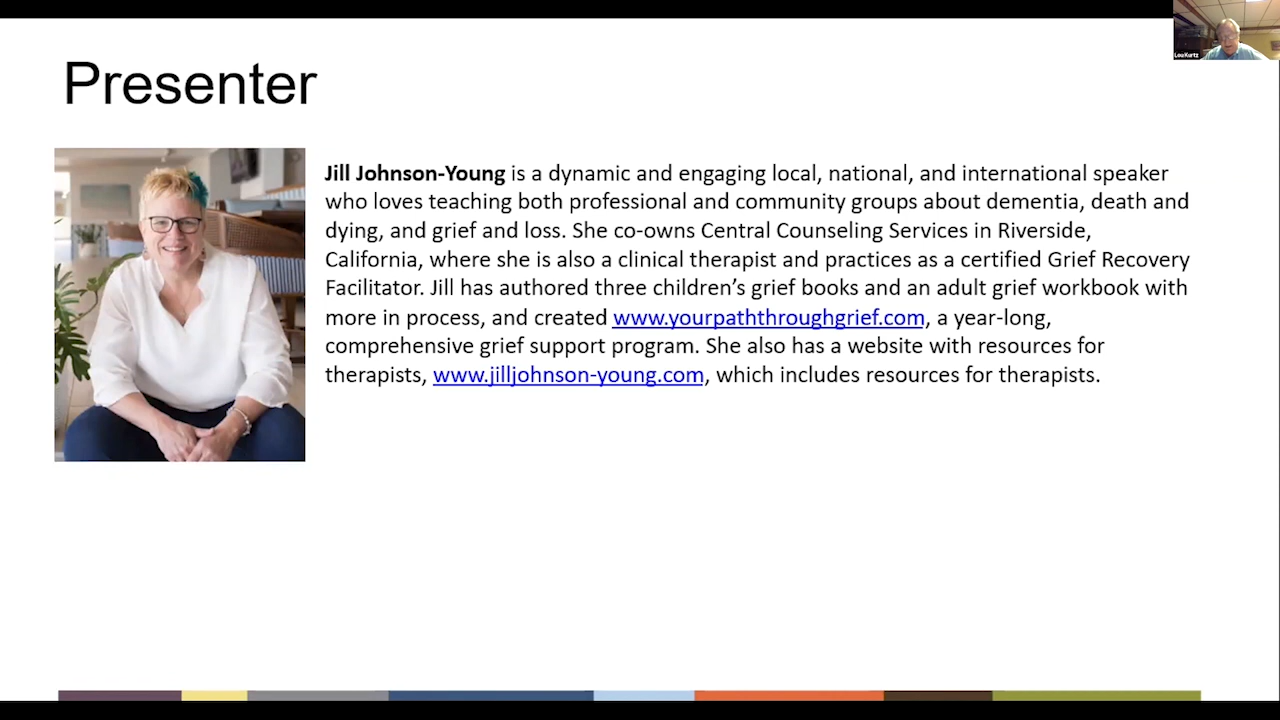 Lou Kurtz
Presenter
Jill Johnson-Young is a dynamic and engaging local, national, and international speaker
who loves teaching both professional and community groups about dementia, death and
dying, and grief and loss. She co-owns Central Counseling Services in Riverside,
California, where she is also a clinical therapist and practices as a certified Grief Recovery
Facilitator. Jill has authored three children’s grief books and an adult grief workbook with
more in process, and created www.yourpaththroughgrief.com, a year-long,
comprehensive grief support program. She also has a website with resources for
therapists, www.jilljohnson-young.com, which includes resources for therapists.